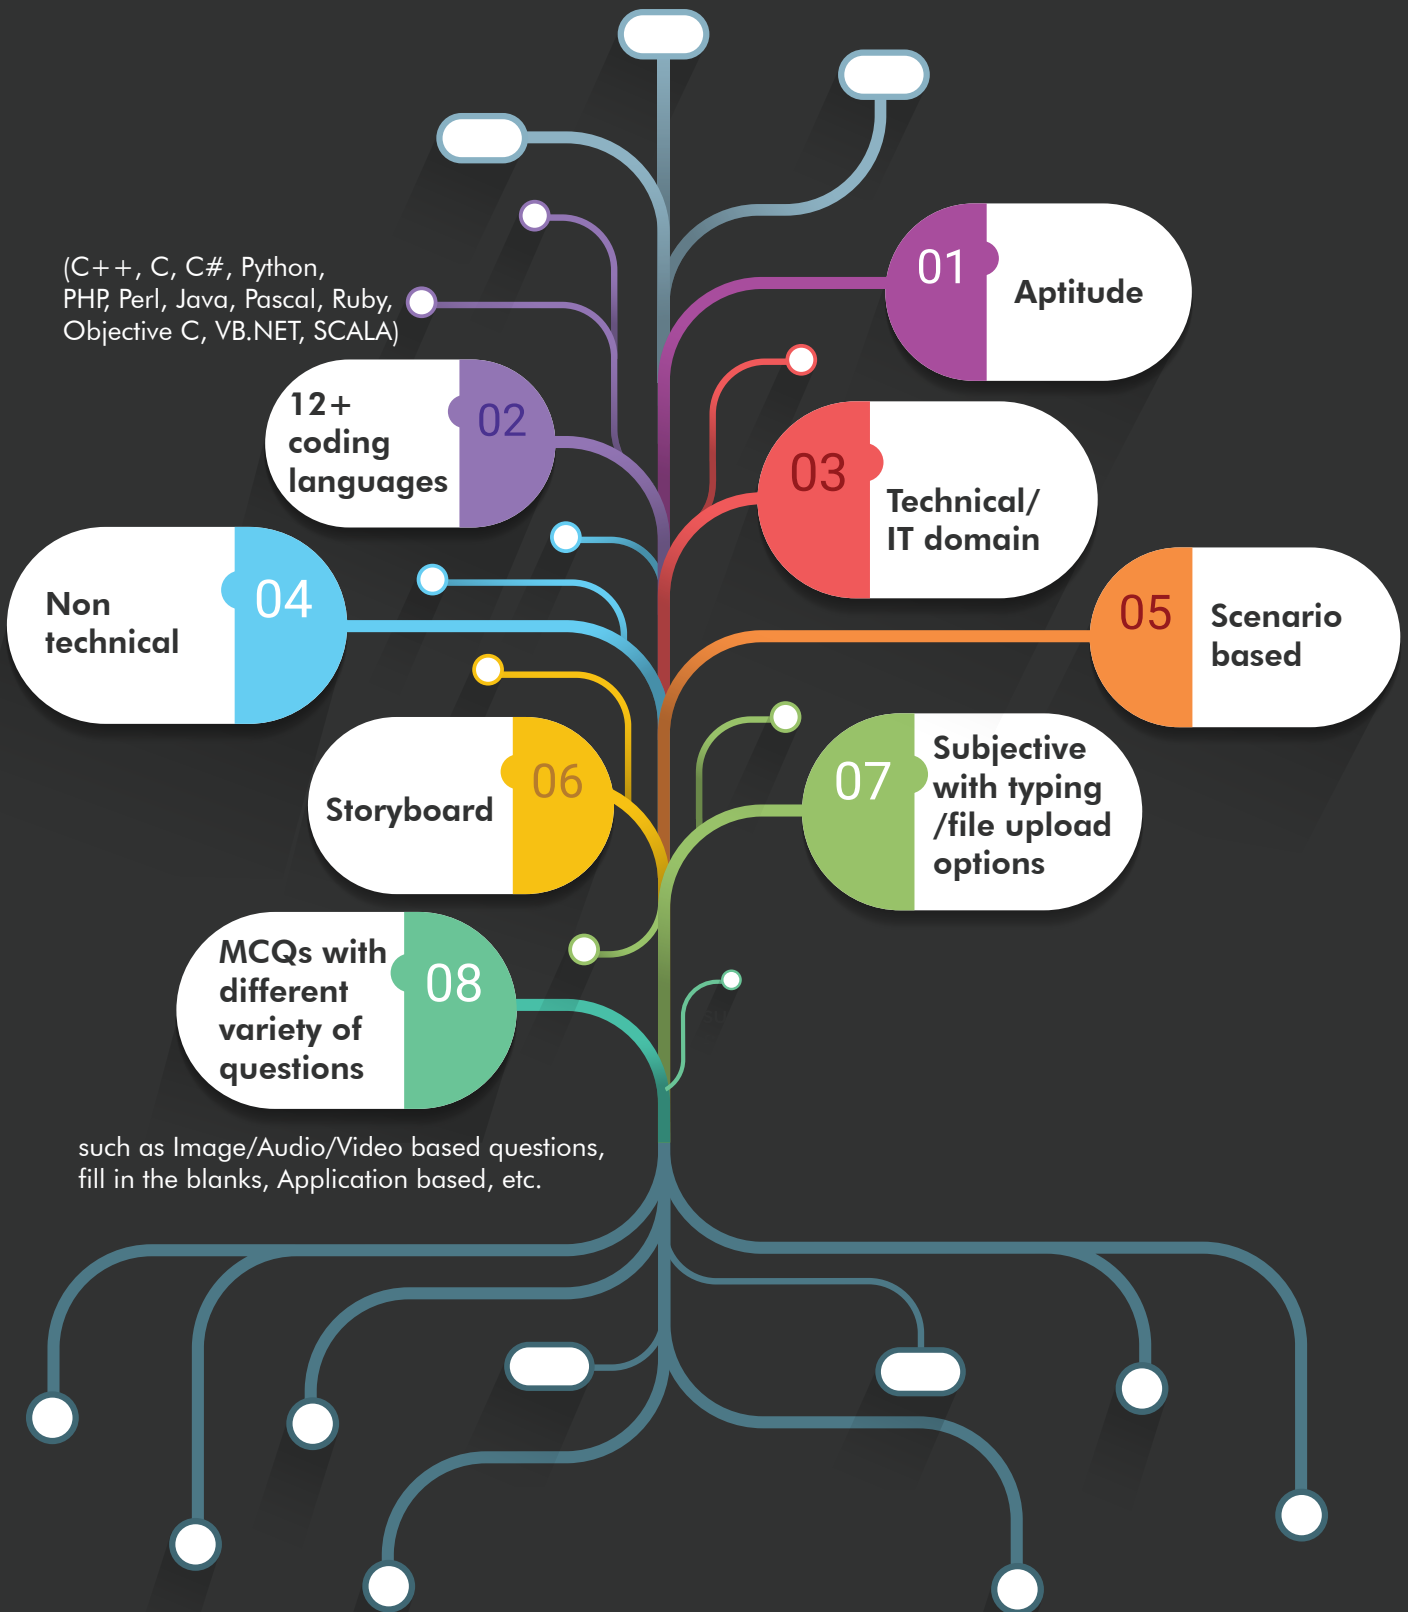 01
Aptitude
(C++, C, C#, Python,
PHP, Perl, Java, Pascal, Ruby,
Objective C, VB.NET, SCALA)
12+
coding
languages
02
03
Technical/
IT domain
04
Non
technical
05
Scenario
based
06
Storyboard
07
Subjective
with typing
/file upload
options
08
MCQs with
different
variety of
questions
such as Image/Audio/Video based questions,
fill in the blanks, Application based, etc.